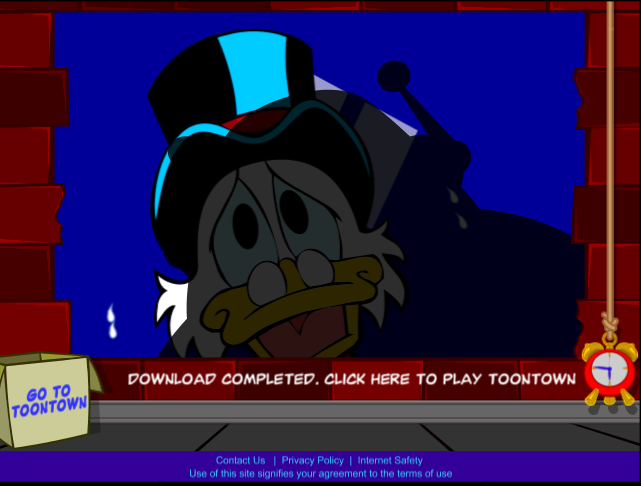 DOWNLOAD COMPLETED. CLICK HERE TO PLAY TOONTOWN
GO TO
TOONTOWN
Contact Us | Privacy Policy | Internet Safety
Use of this site signifies your agreement to the terms of use